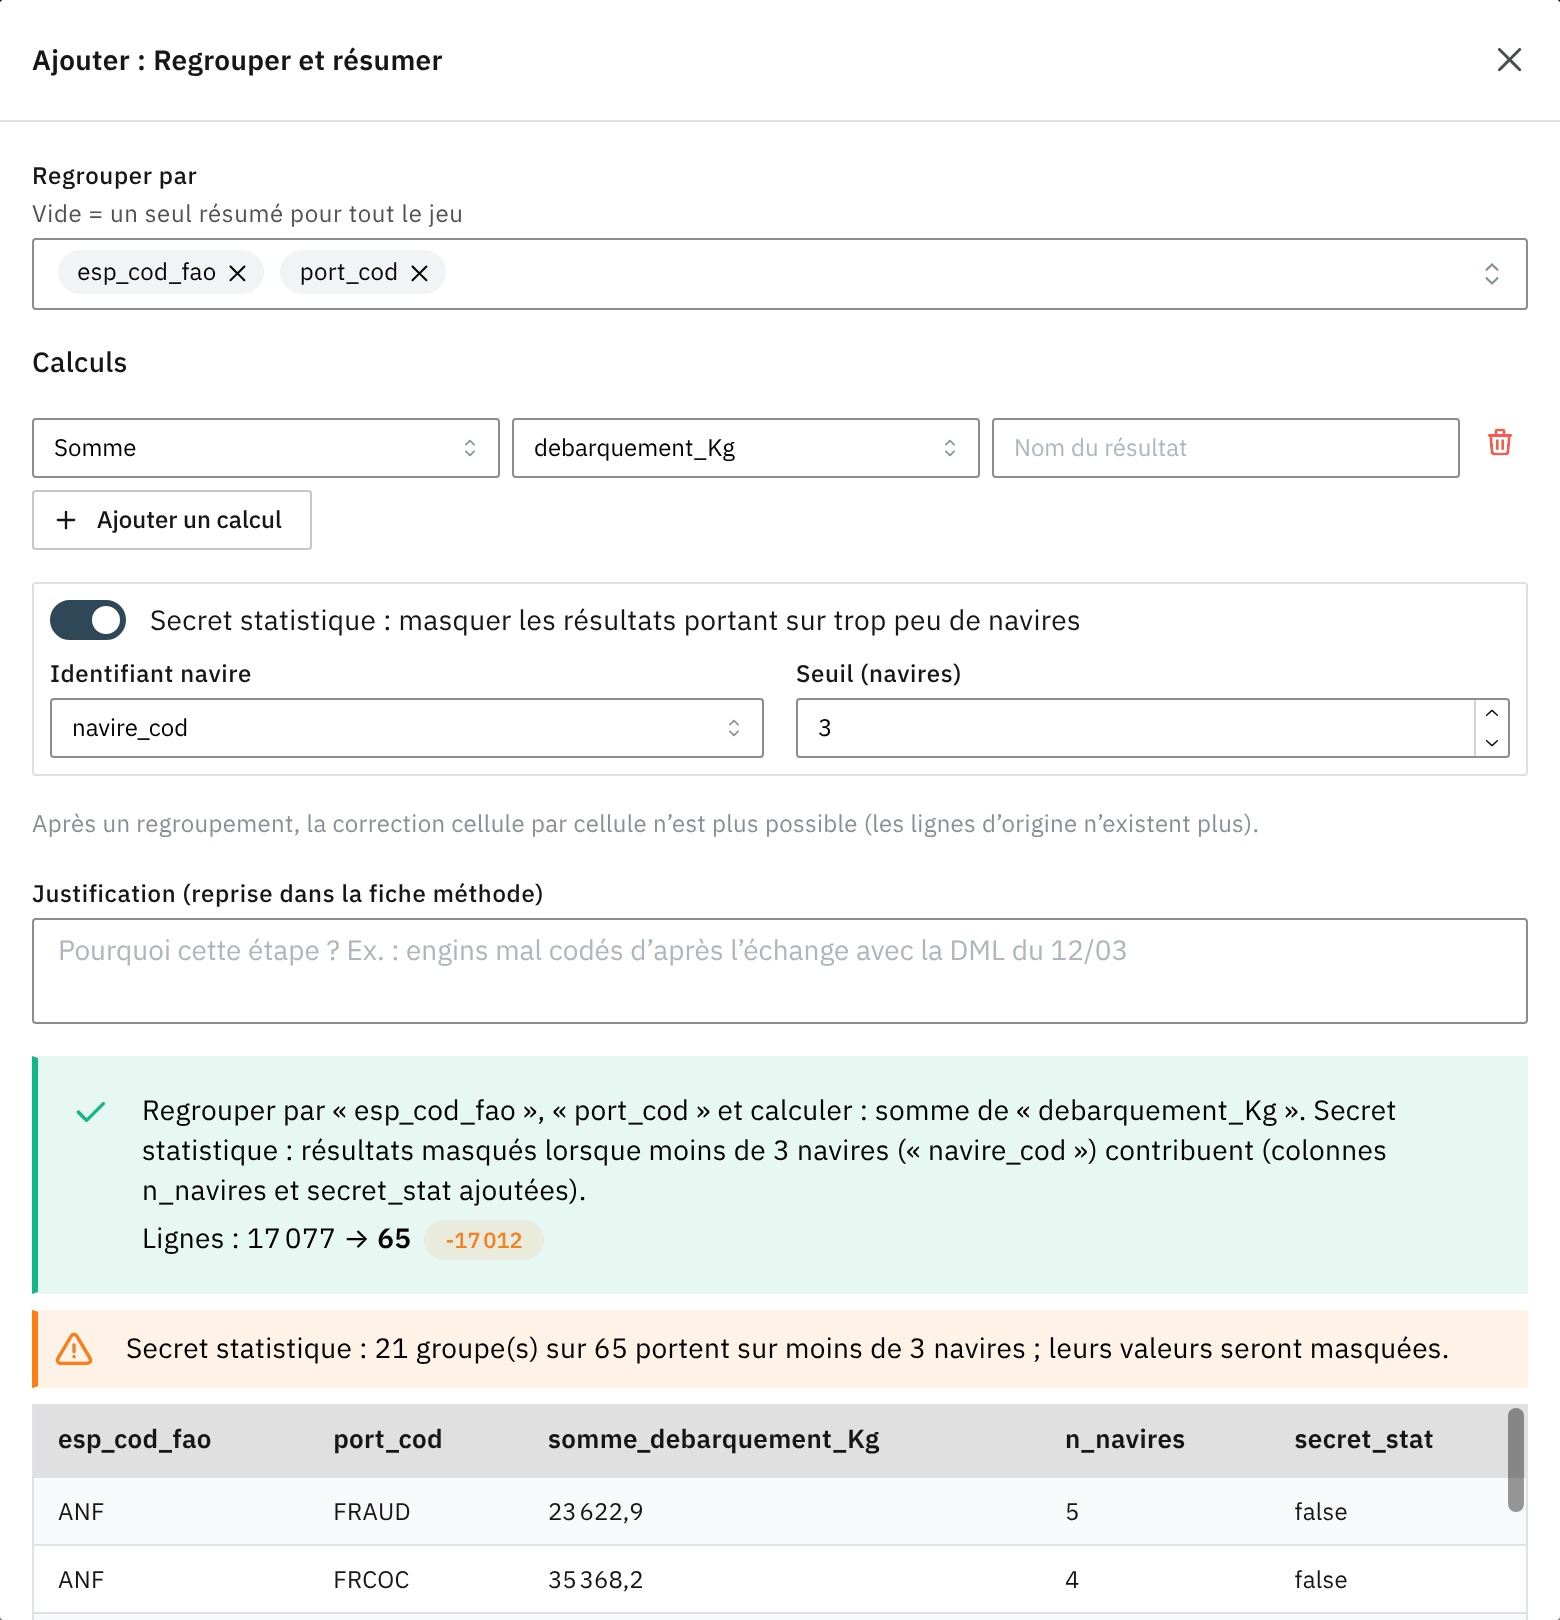 Ajouter : Regrouper et résumer
Regrouper par
Vide = un seul résumé pour tout le jeu
esp_cod_fao port_cod
Calculs
Somme debarquement_Kg Nom du résultat
Ajouter un calcul
Secret statistique : masquer les résultats portant sur trop peu de navires
Identifiant navire Seuil (navires)
navire_cod 3
Après un regroupement, la correction cellule par cellule n’est plus possible (les lignes d’origine n’existent plus).
Justification (reprise dans la fiche méthode)
Pourquoi cette étape ? Ex. : engins mal codés d’après l’échange avec la DML du 12/03
Regrouper par « esp_cod_fao », « port_cod » et calculer : somme de « debarquement_Kg ». Secret
statistique : résultats masqués lorsque moins de 3 navires (« navire_cod ») contribuent (colonnes
n_navires et secret_stat ajoutées).
Lignes : 17 077 → 65 -17 012
Secret statistique : 21 groupe(s) sur 65 portent sur moins de 3 navires ; leurs valeurs seront masquées.
esp_cod_fao port_cod somme_debarquement_Kg n_navires secret_stat
ANF FRAUD 23 622,9 5 false
ANF FRCOC 35 368,2 4 false